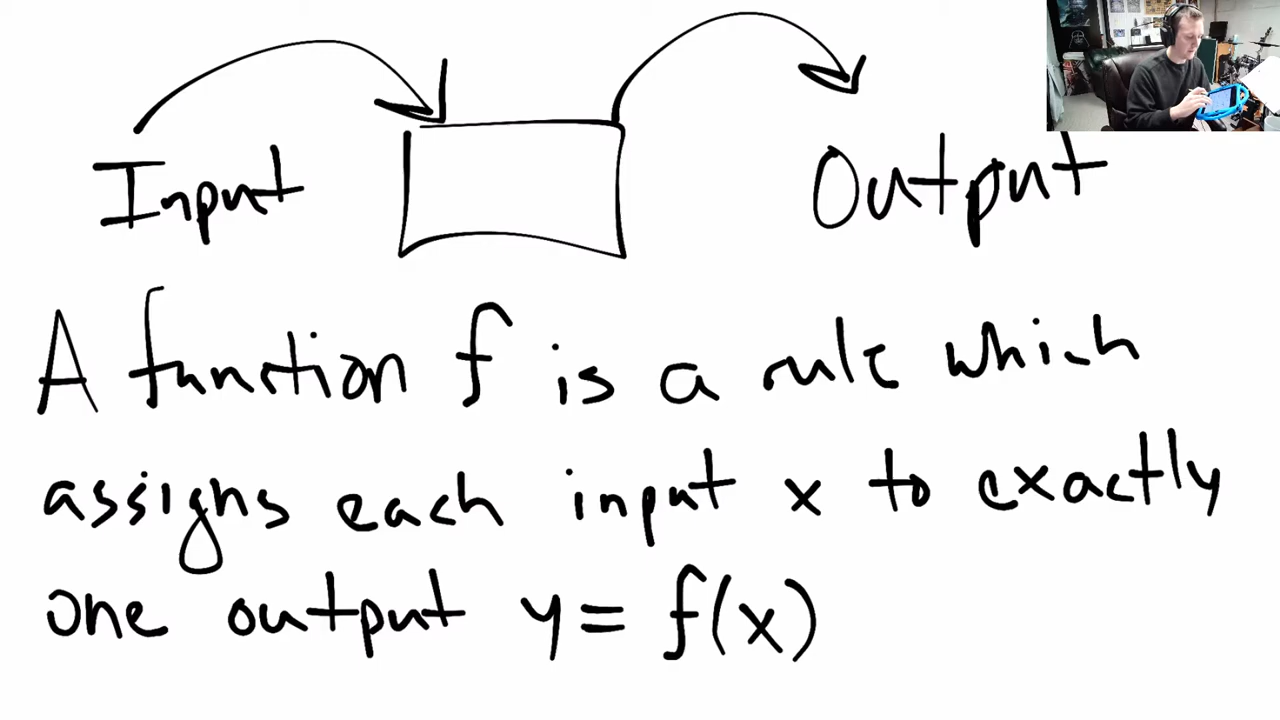 Input
Output
A function f is a rule which
assigns each input x to exactly
one output y = f(x)